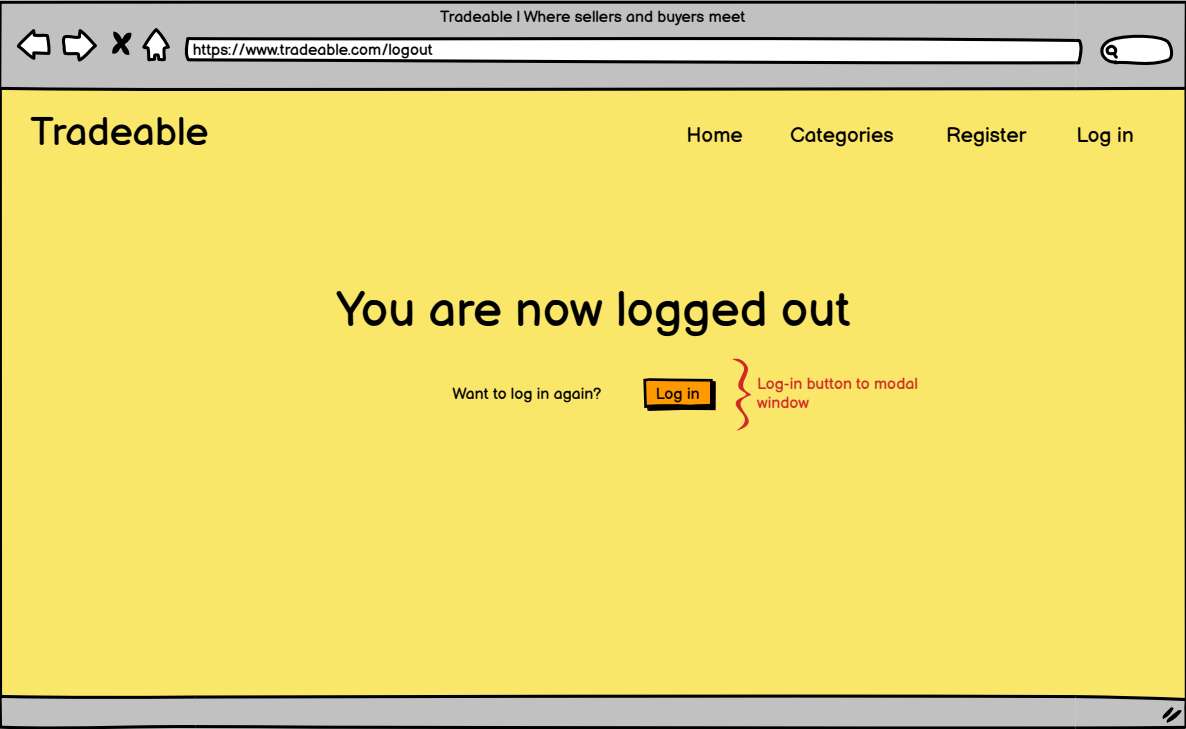 Tradeable | Where sellers and buyers meet
https://www.tradeable.com/logout
Tradeable
Home Categories Register Log in
You are now logged out
Want to log in again? Log in
Log-in button to modal
window